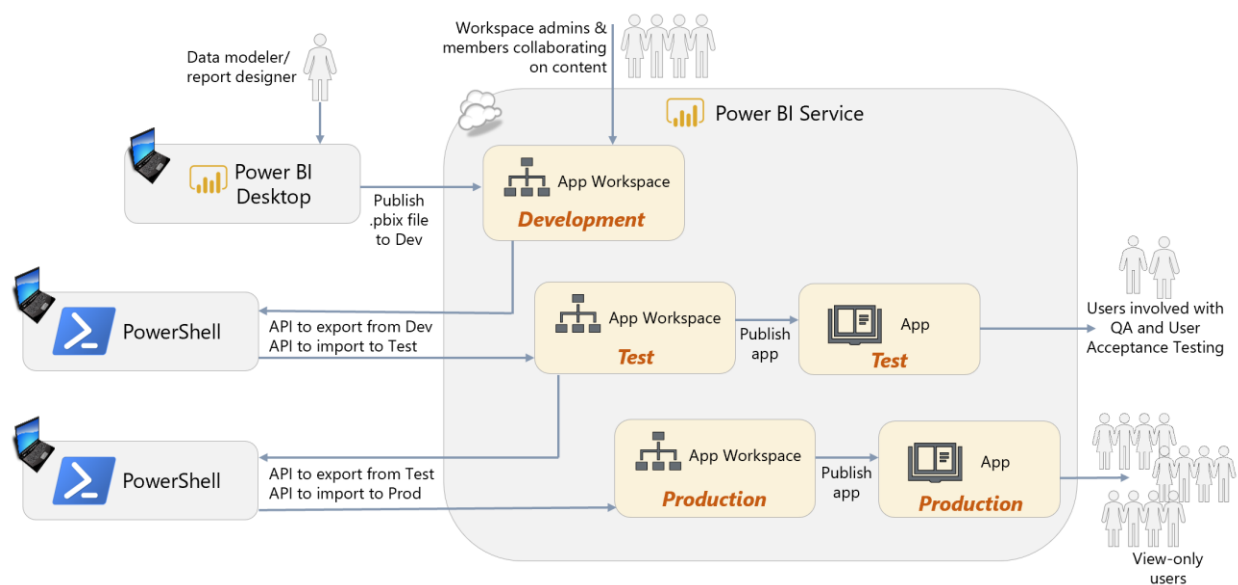 Workspace admins &
members collaborating
on content
Data modeler/
report designer
Power BI Service
Power BI
Desktop
Publish
.pbix file
to Dev
App Workspace
Development
PowerShell
API to export from Dev
API to import to Test
App Workspace
Test
Publish
app
App
Test
Users involved with
QA and User
Acceptance Testing
PowerShell
API to export from Test
API to import to Prod
App Workspace
Production
Publish
app
App
Production
View-only
users